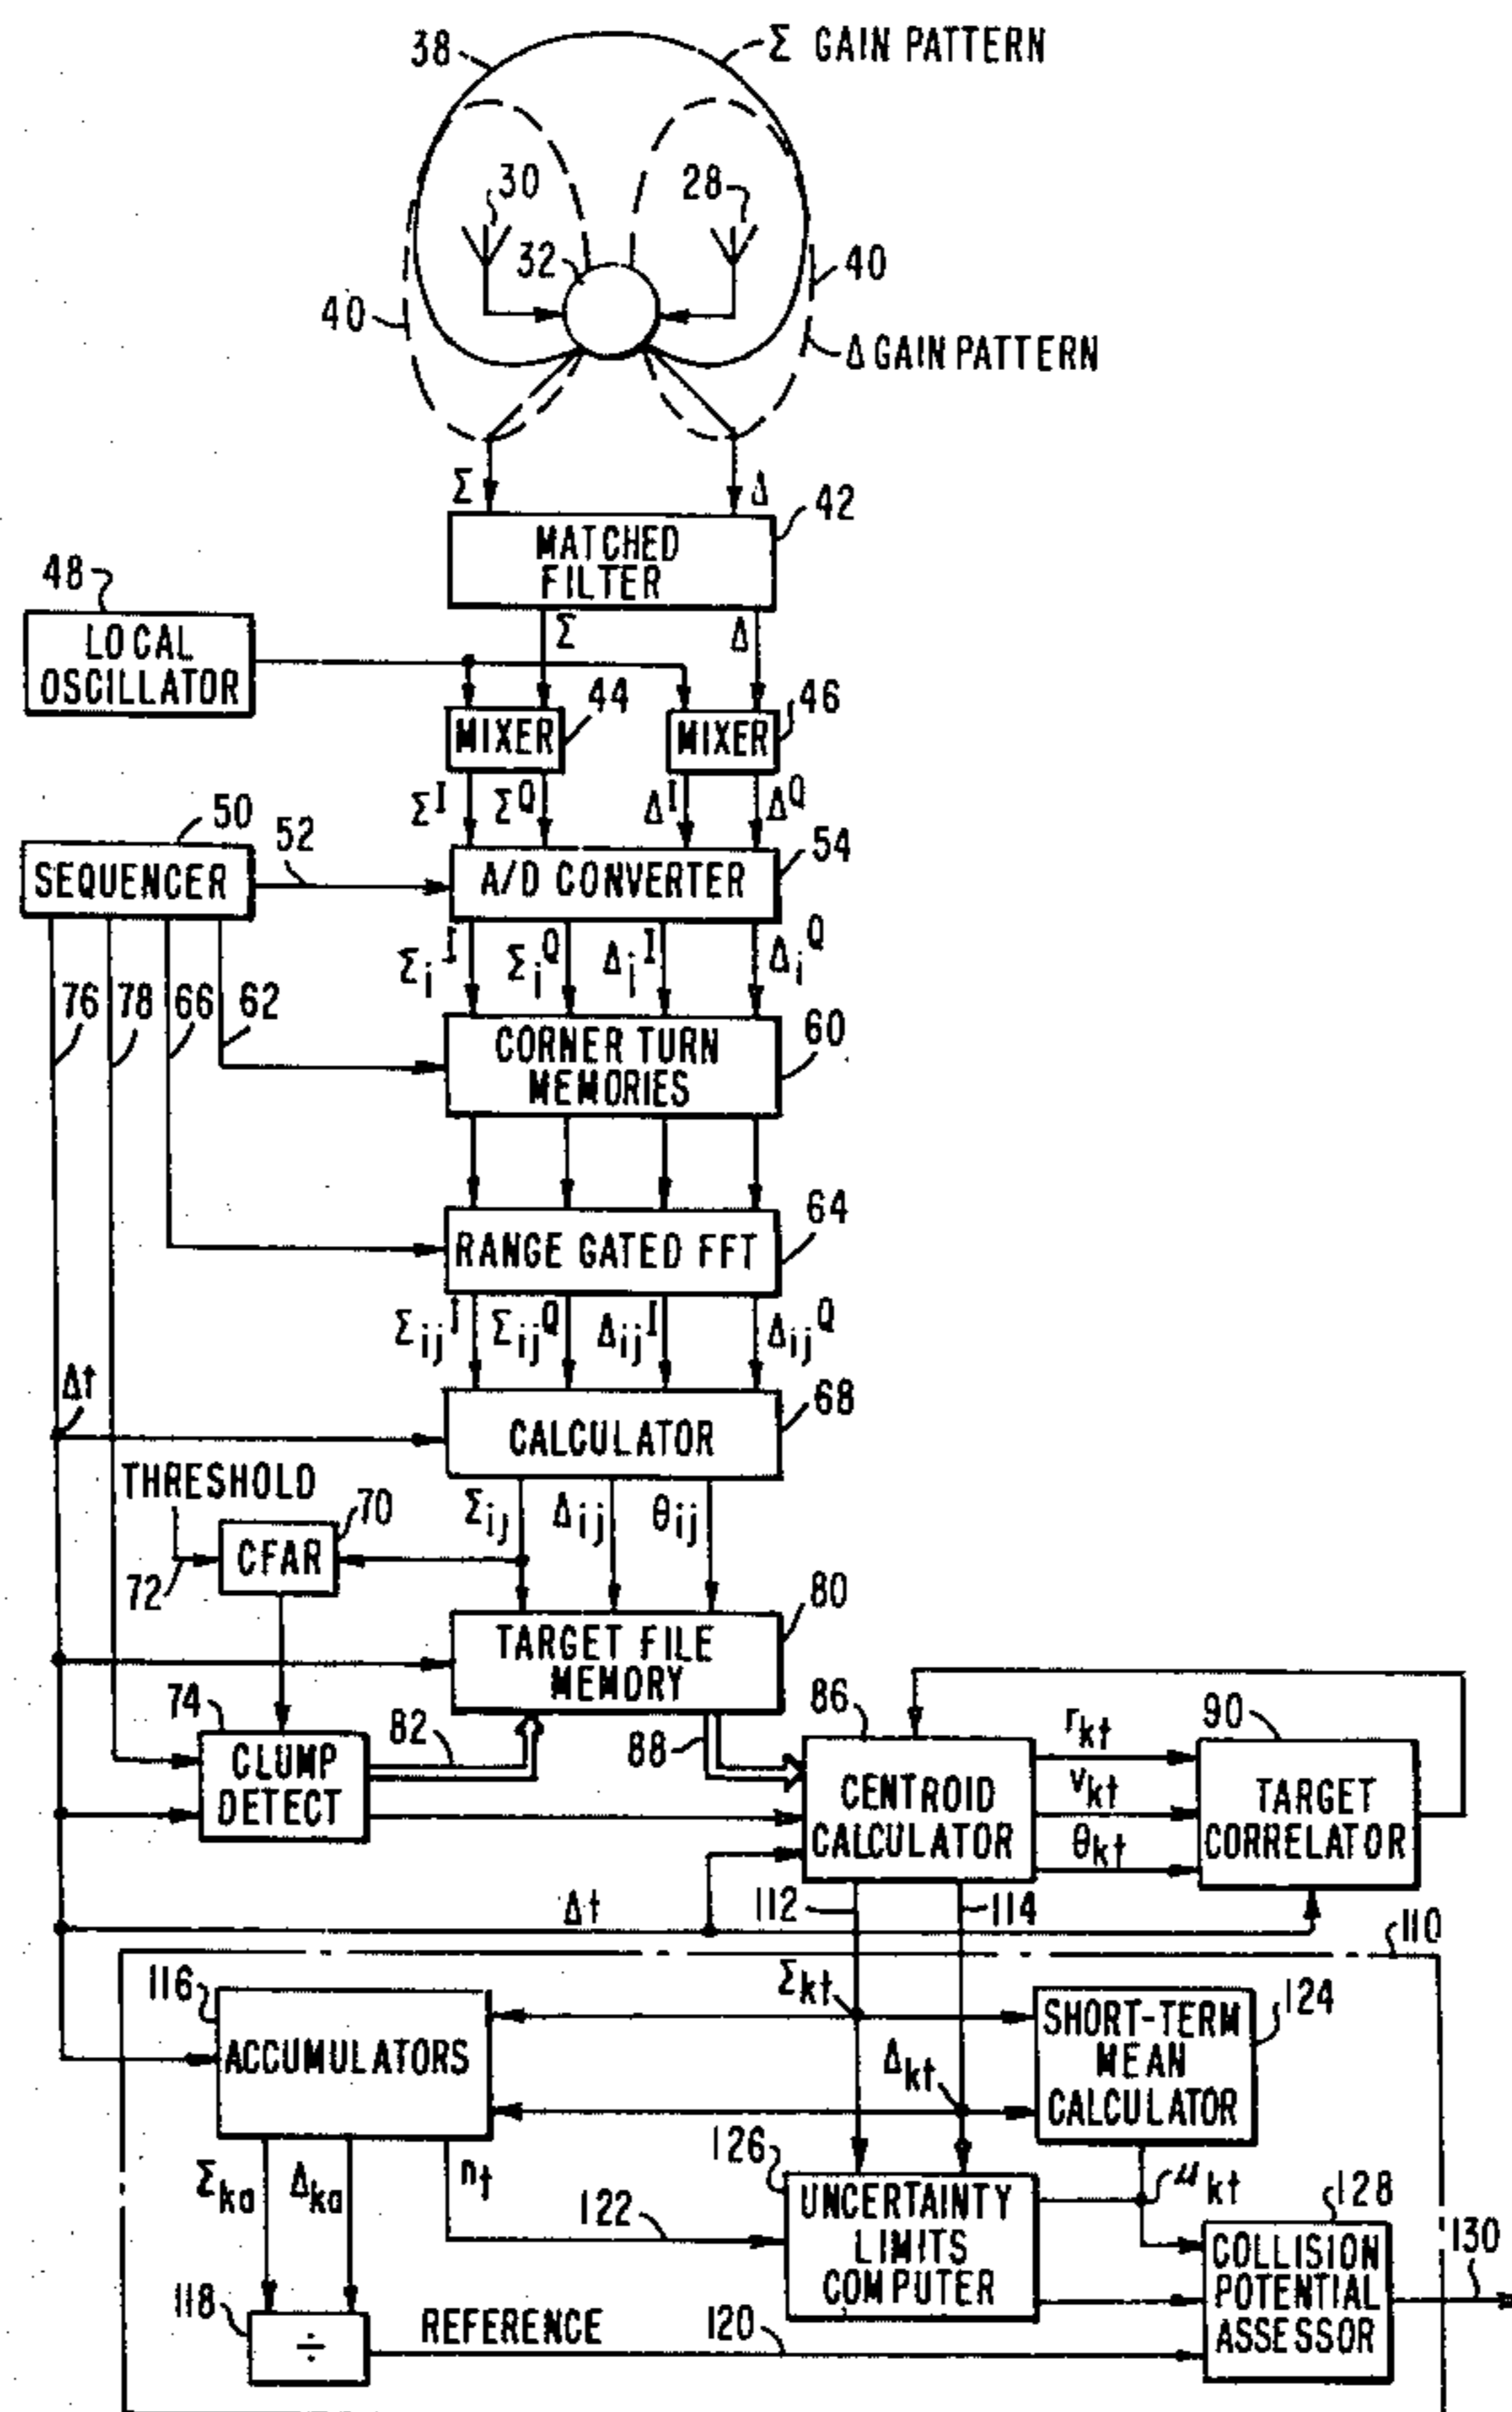 38
Σ GAIN PATTERN
30
28
32
40
40
Δ GAIN PATTERN
Σ
Δ
42
MATCHED
FILTER
48
LOCAL
OSCILLATOR
Σ
Δ
44
46
MIXER
MIXER
Σ^I
Σ^Q
Δ^I
Δ^Q
50
52
54
SEQUENCER
A/D CONVERTER
Σ_i^I
Σ_i^Q
Δ_i^I
Δ_i^Q
76
78
66
62
60
CORNER TURN
MEMORIES
64
RANGE GATED FFT
Σ_ij^I
Σ_ij^Q
Δ_ij^I
Δ_ij^Q
Δt
68
CALCULATOR
THRESHOLD
70
Σ_ij
Δ_ij
θ_ij
CFAR
72
80
TARGET FILE
MEMORY
74
82
88
86
90
CLUMP
DETECT
CENTROID
CALCULATOR
r_kt
v_kt
θ_kt
TARGET
CORRELATOR
Δt
112
114
110
116
Σ_kt
124
ACCUMULATORS
SHORT-TERM
MEAN
CALCULATOR
Δ_kt
126
Σ_ka
Δ_ka
n_t
μ_kt
128
122
UNCERTAINTY
LIMITS
COMPUTER
130
COLLISION
POTENTIAL
ASSESSOR
118
÷
REFERENCE
120